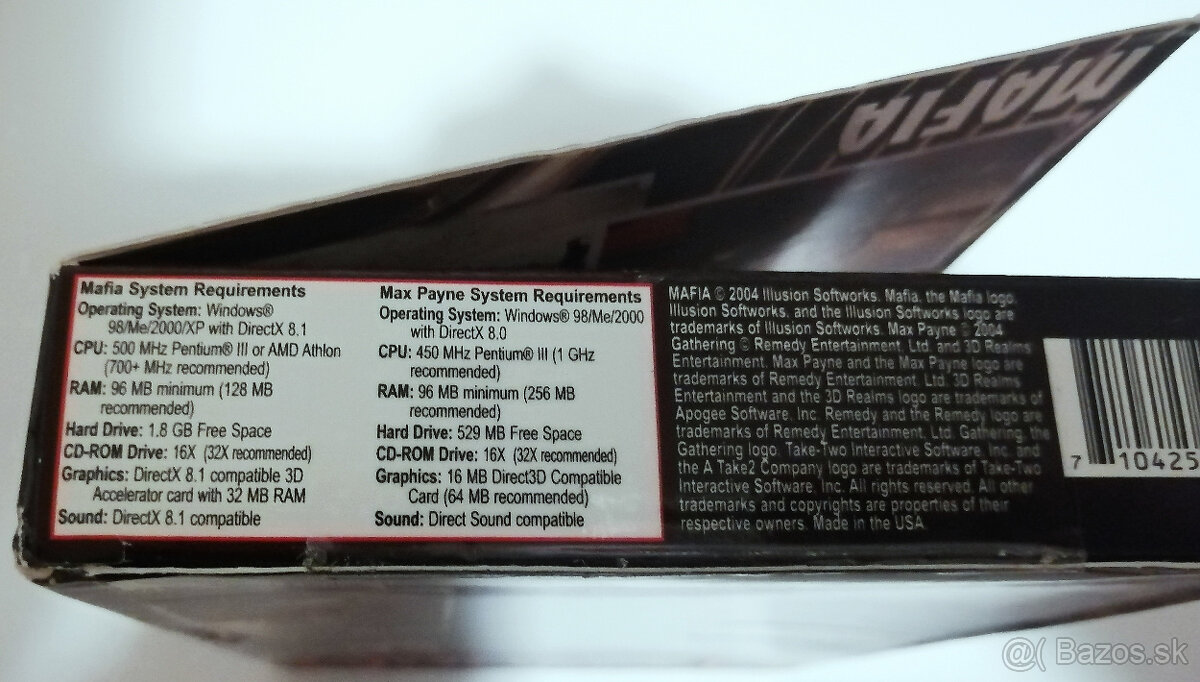 MAFIA
Mafia System Requirements
Operating System: Windows®
98/Me/2000/XP with DirectX 8.1
CPU: 500 MHz Pentium® III or AMD Athlon
(700+ MHz recommended)
RAM: 96 MB minimum (128 MB
recommended)
Hard Drive: 1.8 GB Free Space
CD-ROM Drive: 16X (32X recommended)
Graphics: DirectX 8.1 compatible 3D
Accelerator card with 32 MB RAM
Sound: DirectX 8.1 compatible
Max Payne System Requirements
Operating System: Windows® 98/Me/2000
with DirectX 8.0
CPU: 450 MHz Pentium® III (1 GHz
recommended)
RAM: 96 MB minimum (256 MB
recommended)
Hard Drive: 529 MB Free Space
CD-ROM Drive: 16X (32X recommended)
Graphics: 16 MB Direct3D Compatible
Card (64 MB recommended)
Sound: Direct Sound compatible
MAFIA © 2004 Illusion Softworks. Mafia, the Mafia logo,
Illusion Softworks, and the Illusion Softworks logo are
trademarks of Illusion Softworks. Max Payne © 2004
Gathering © Remedy Entertainment, Ltd. and 3D Realms
Entertainment. Max Payne and the Max Payne logo are
trademarks of Remedy Entertainment, Ltd. 3D Realms
Entertainment and the 3D Realms logo are trademarks of
Apogee Software, Inc. Remedy and the Remedy logo are
trademarks of Remedy Entertainment, Ltd. Gathering, the
Gathering logo, Take-Two Interactive Software, Inc. and
the A Take2 Company logo are trademarks of Take-Two
Interactive Software, Inc. All rights reserved. All other
trademarks and copyrights are properties of their
respective owners. Made in the USA.
7 10425
@( Bazos.sk